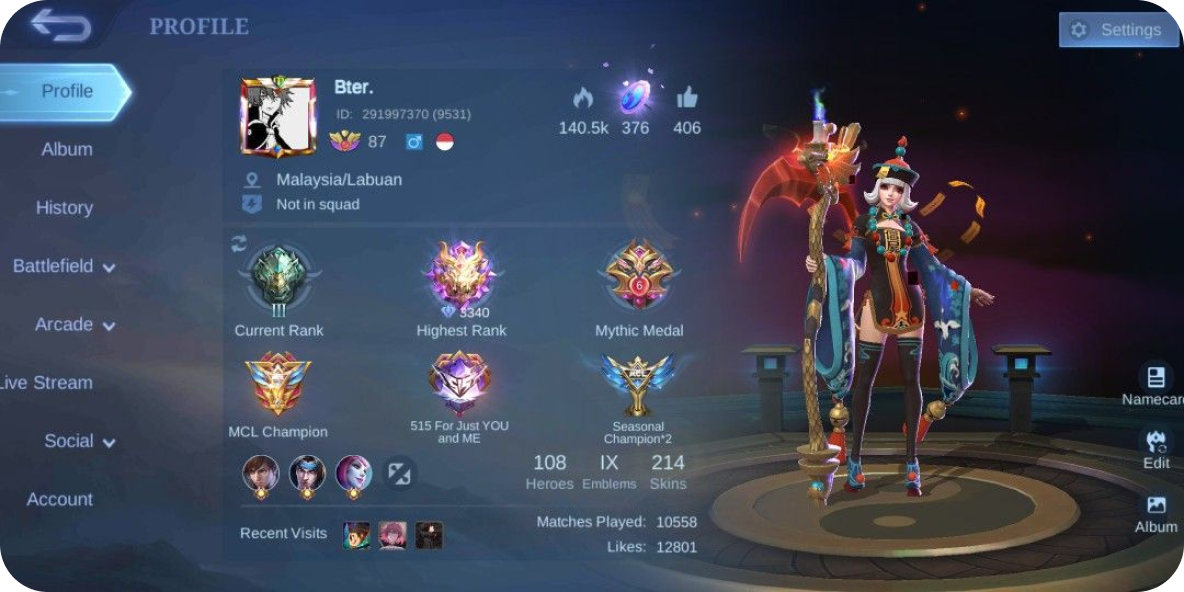 PROFILE
Settings
Profile
Album
History
Battlefield
Arcade
Live Stream
Social
Account
Bter.
ID: 291997370 (9531)
87
140.5k 376 406
Malaysia/Labuan
Not in squad
III
Current Rank
3340
Highest Rank
6
Mythic Medal
MCL Champion
515 For Just YOU
and ME
Seasonal
Champion*2
108 IX 214
Heroes Emblems Skins
Recent Visits
Matches Played: 10558
Likes: 12801
Namecard
Edit
Album